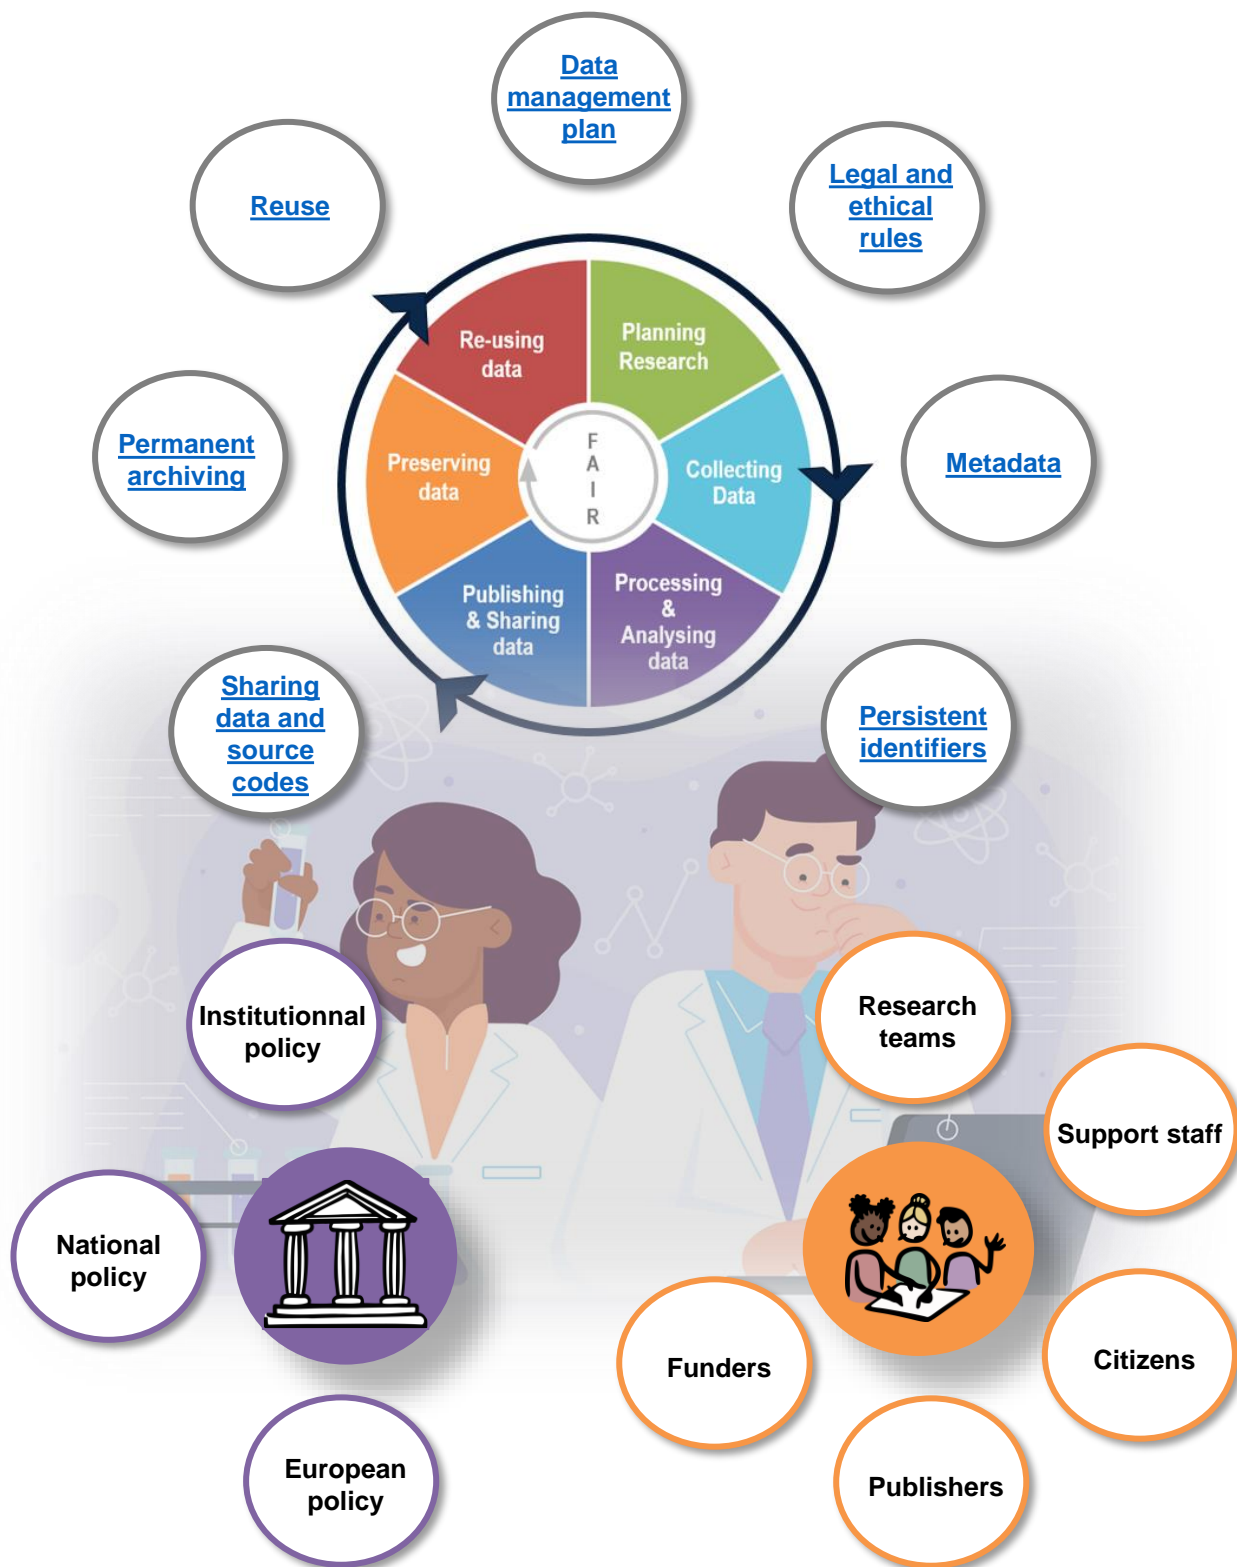 Data
management
plan
Reuse
Legal and
ethical
rules
Re-using
data
Planning
Research
Permanent
archiving
Preserving
data
F
A
I
R
Collecting
Data
Metadata
Publishing
& Sharing
data
Processing
&
Analysing
data
Sharing
data and
source
codes
Persistent
identifiers
Institutionnal
policy
Research
teams
Support staff
National
policy
Funders
Citizens
European
policy
Publishers